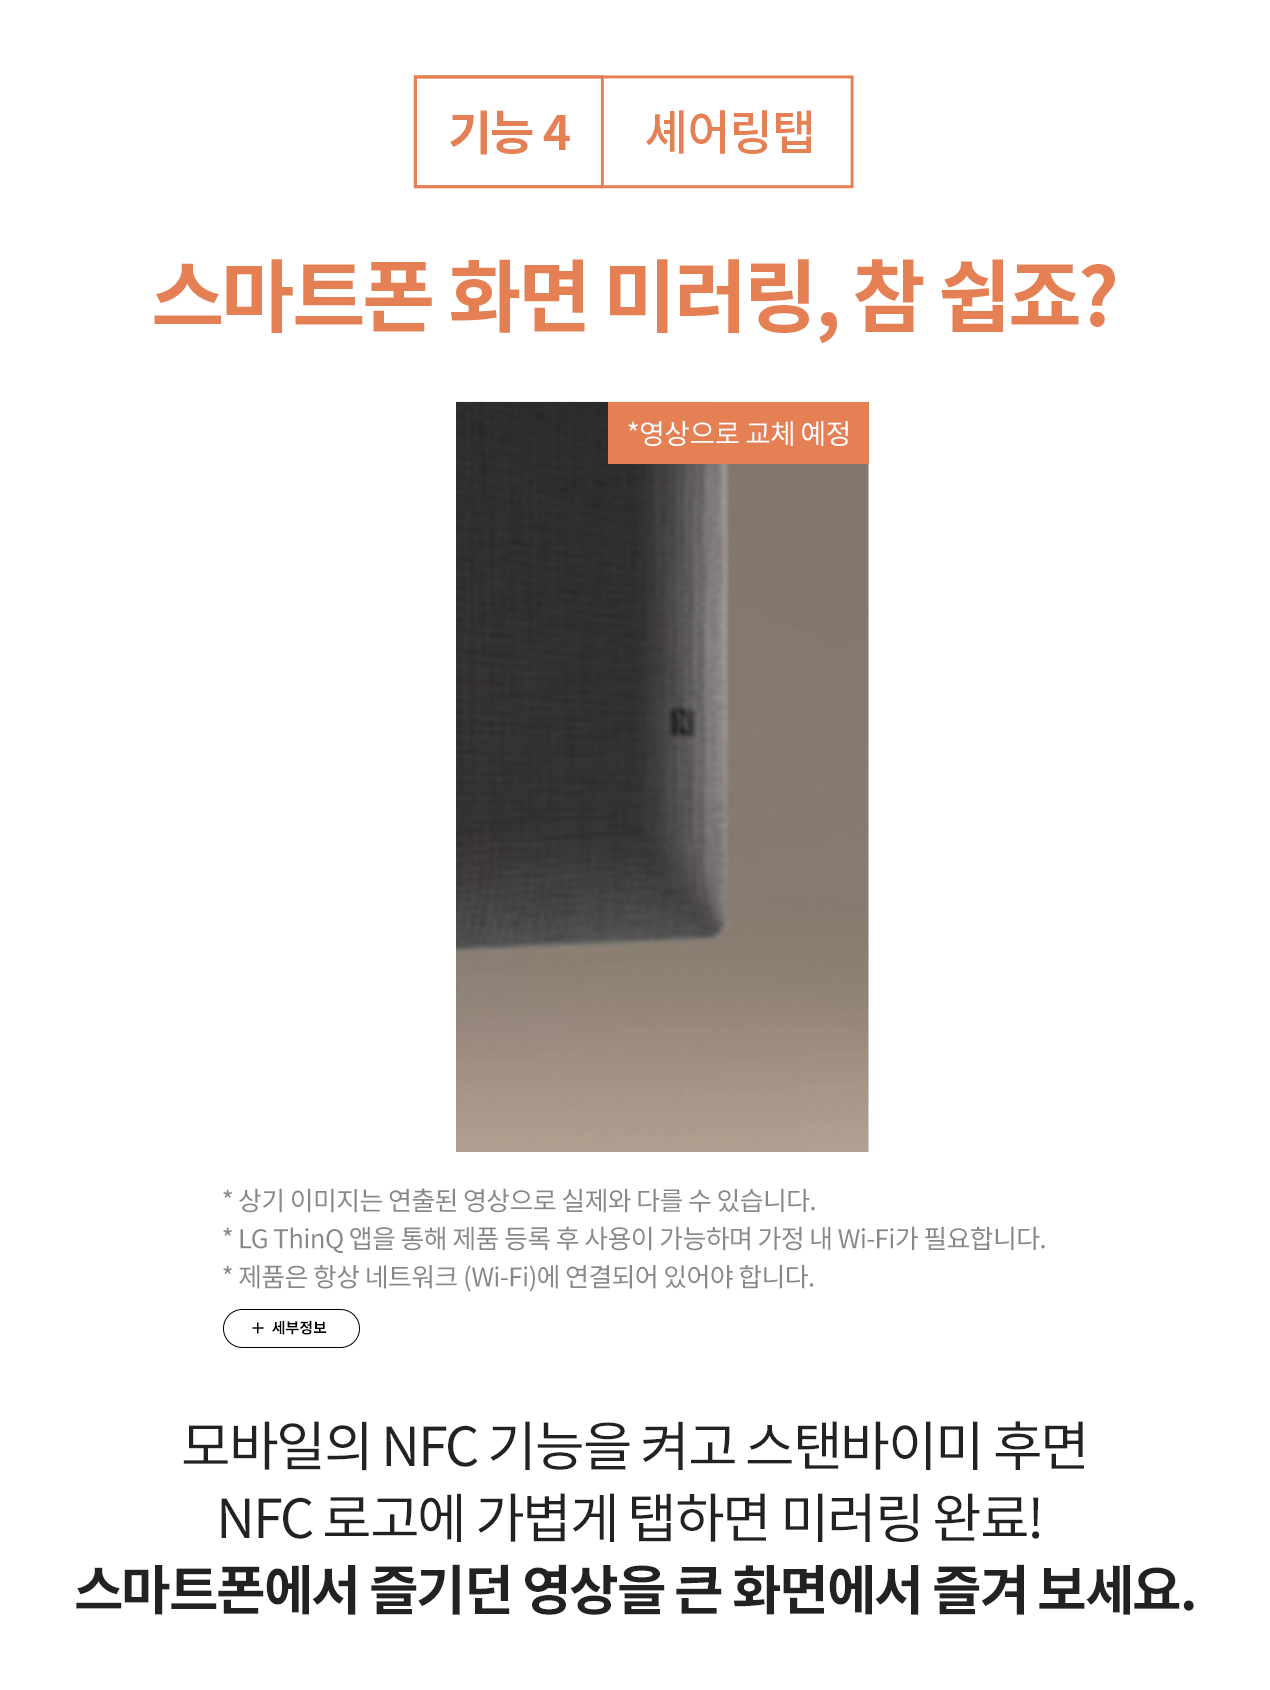 기능 4 셰어링탭
스마트폰 화면 미러링, 참 쉽죠?
*영상으로 교체 예정
* 상기 이미지는 연출된 영상으로 실제와 다를 수 있습니다.
* LG ThinQ 앱을 통해 제품 등록 후 사용이 가능하며 가정 내 Wi-Fi가 필요합니다.
* 제품은 항상 네트워크 (Wi-Fi)에 연결되어 있어야 합니다.
+ 세부정보
모바일의 NFC 기능을 켜고 스탠바이미 후면
NFC 로고에 가볍게 탭하면 미러링 완료!
스마트폰에서 즐기던 영상을 큰 화면에서 즐겨 보세요.